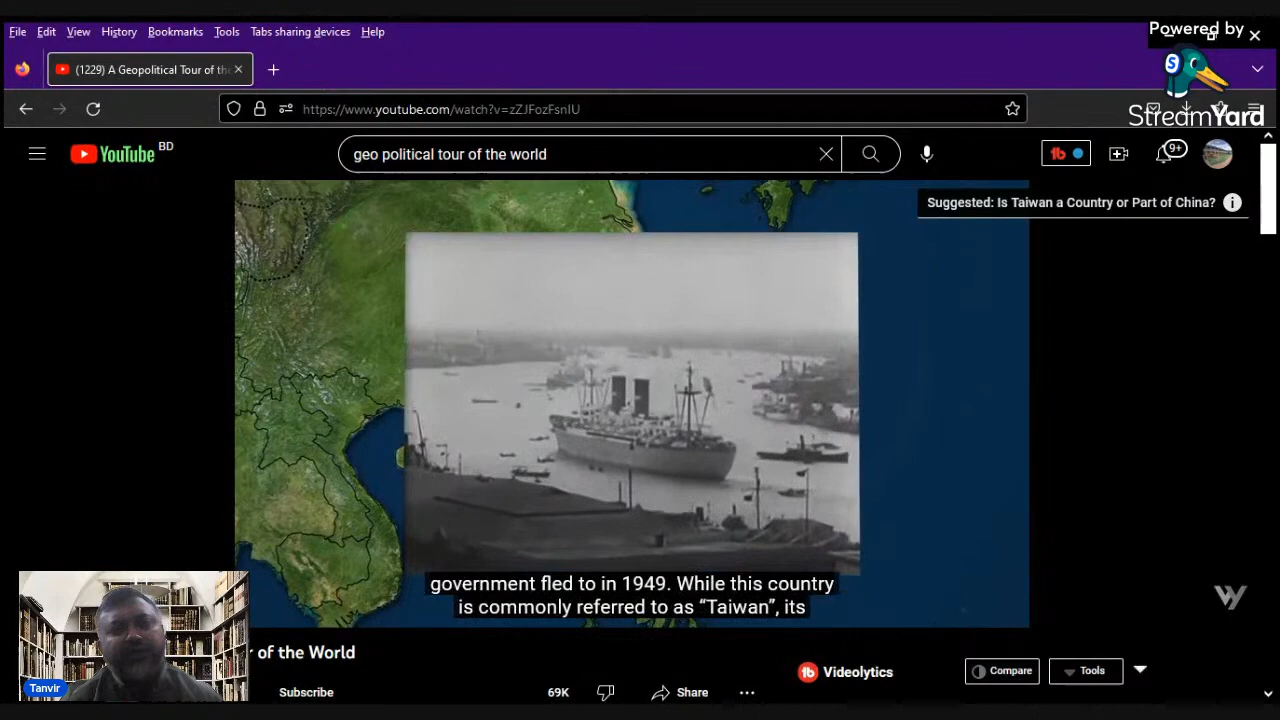 File Edit View History Bookmarks Tools Tabs sharing devices Help
Powered by
(1229) A Geopolitical Tour of the
https://www.youtube.com/watch?v=zZJFozFsnIU
StreamYard
YouTube BD
geo political tour of the world
9+
Suggested: Is Taiwan a Country or Part of China?
government fled to in 1949. While this country
is commonly referred to as “Taiwan”, its
of the World
Videolytics
Compare
Tools
Tanvir
Subscribe
69K
Share